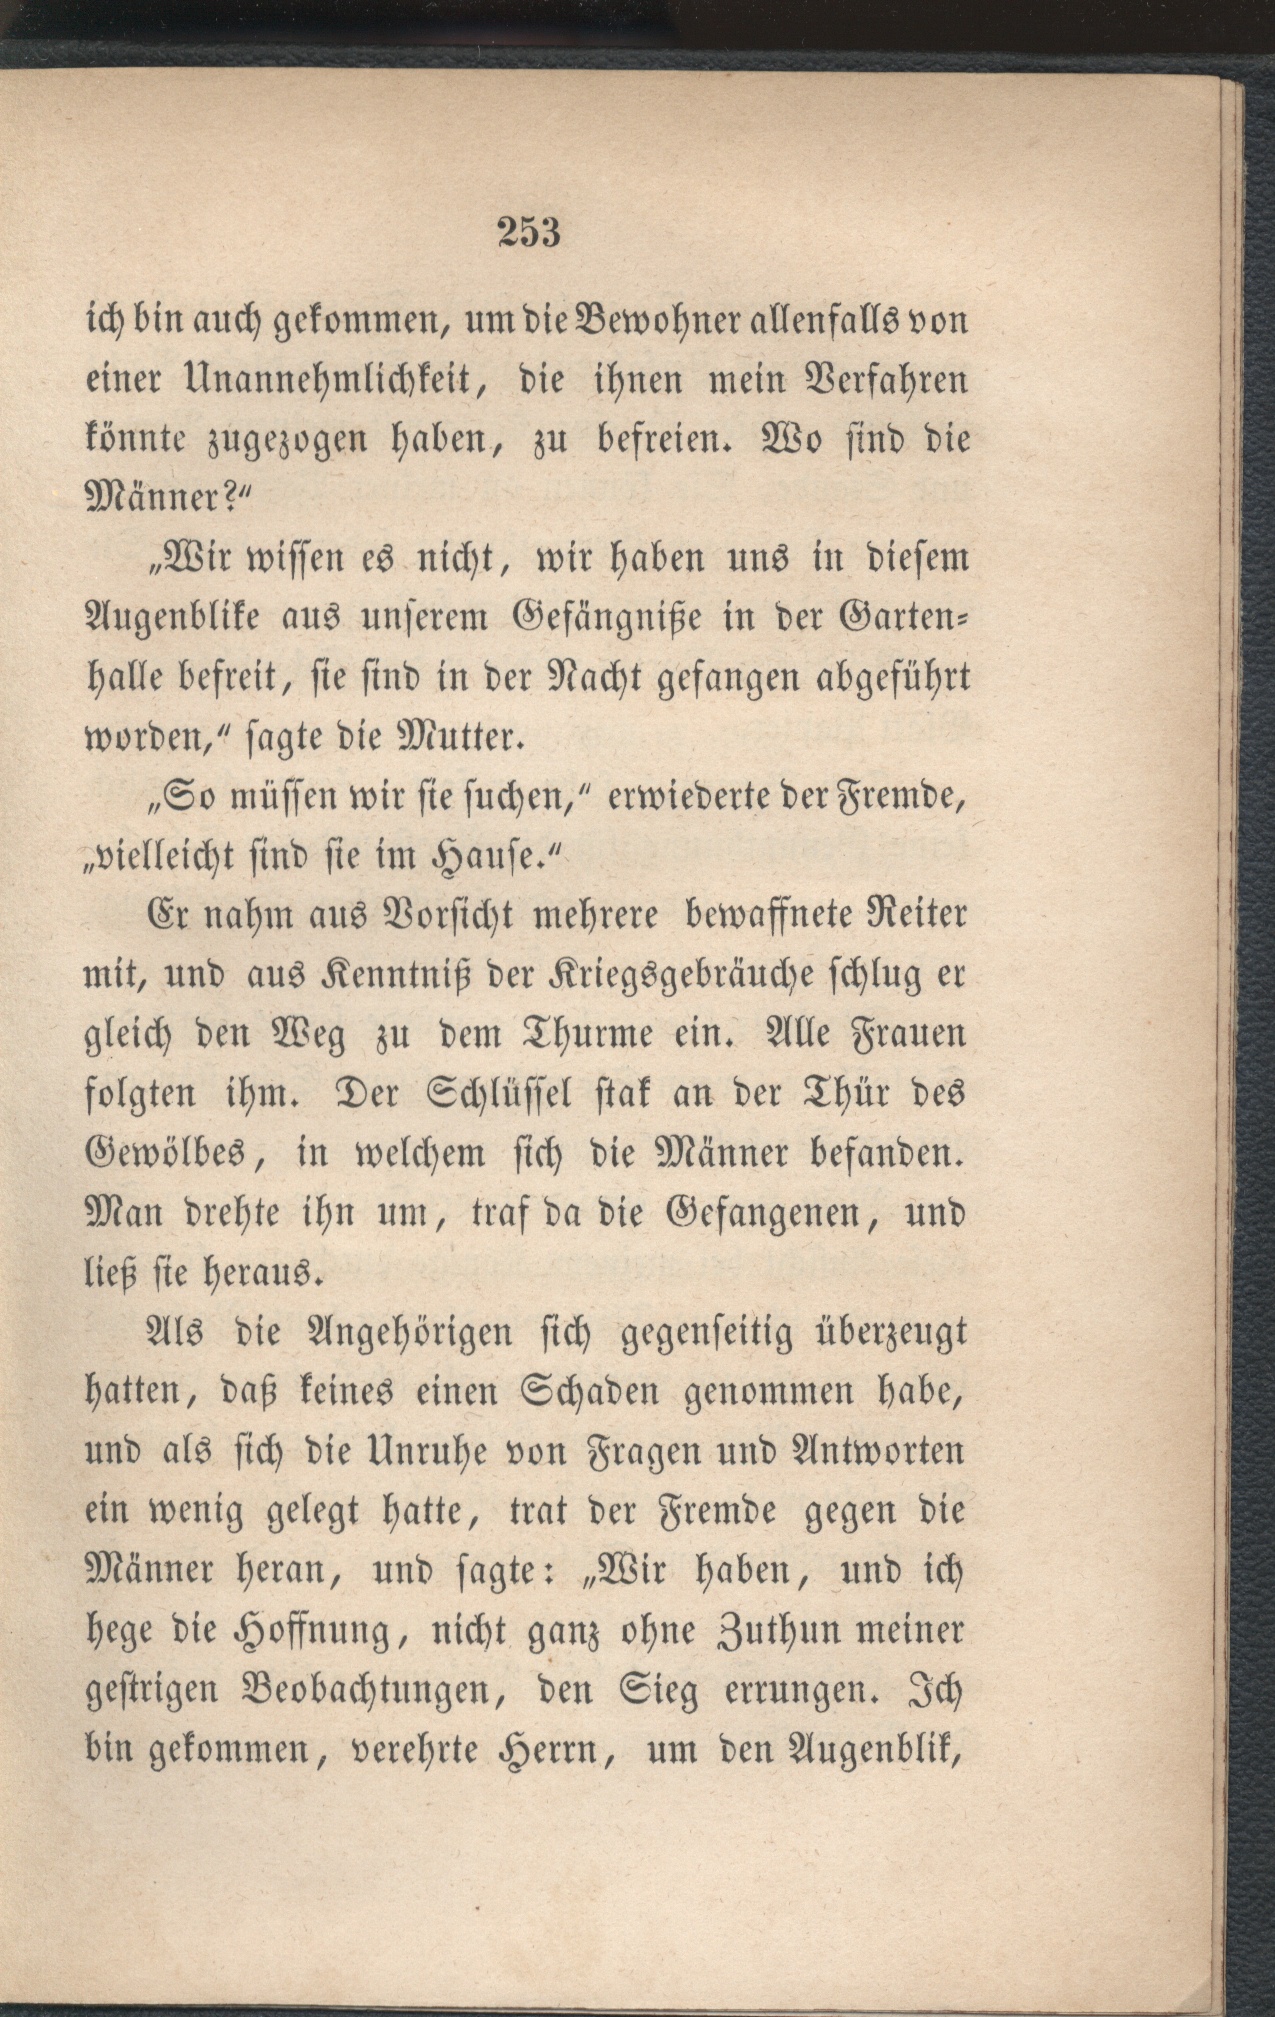 253
ich bin auch gekommen, um die Bewohner allenfalls von
einer Unannehmlichkeit, die ihnen mein Verfahren
könnte zugezogen haben, zu befreien. Wo sind die
Männer?“
„Wir wissen es nicht, wir haben uns in diesem
Augenblike aus unserem Gefängniße in der Garten-
halle befreit, sie sind in der Nacht gefangen abgeführt
worden,“ sagte die Mutter.
„So müssen wir sie suchen,“ erwiederte der Fremde,
„vielleicht sind sie im Hause.“
Er nahm aus Vorsicht mehrere bewaffnete Reiter
mit, und aus Kenntniß der Kriegsgebräuche schlug er
gleich den Weg zu dem Thurme ein. Alle Frauen
folgten ihm. Der Schlüssel stak an der Thür des
Gewölbes, in welchem sich die Männer befanden.
Man drehte ihn um, traf da die Gefangenen, und
ließ sie heraus.
Als die Angehörigen sich gegenseitig überzeugt
hatten, daß keines einen Schaden genommen habe,
und als sich die Unruhe von Fragen und Antworten
ein wenig gelegt hatte, trat der Fremde gegen die
Männer heran, und sagte: „Wir haben, und ich
hege die Hoffnung, nicht ganz ohne Zuthun meiner
gestrigen Beobachtungen, den Sieg errungen. Ich
bin gekommen, verehrte Herrn, um den Augenblik,